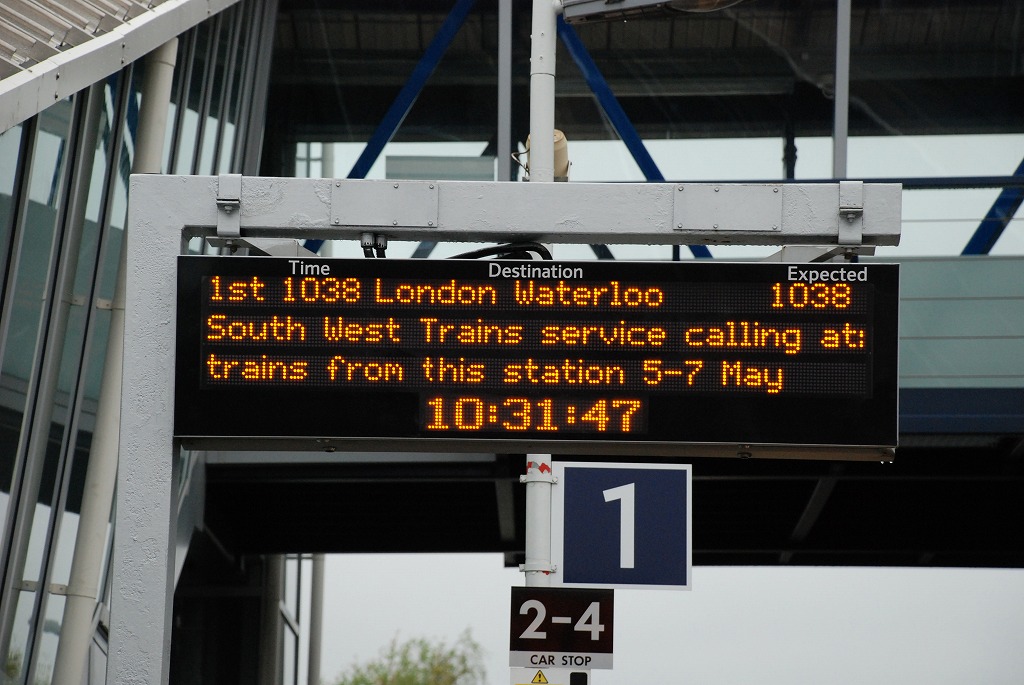 Time Destination Expected
1st 1038 London Waterloo 1038
South West Trains service calling at:
trains from this station 5-7 May
10:31:47
1
2-4
CAR STOP